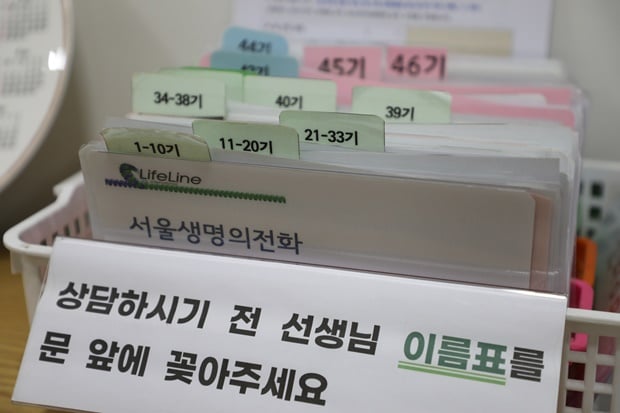 44기
43기
45기
46기
34-38기
40기
39기
1-10기
11-20기
21-33기
LifeLine
서울생명의전화
상담하시기 전 선생님 이름표를
문 앞에 꽂아주세요